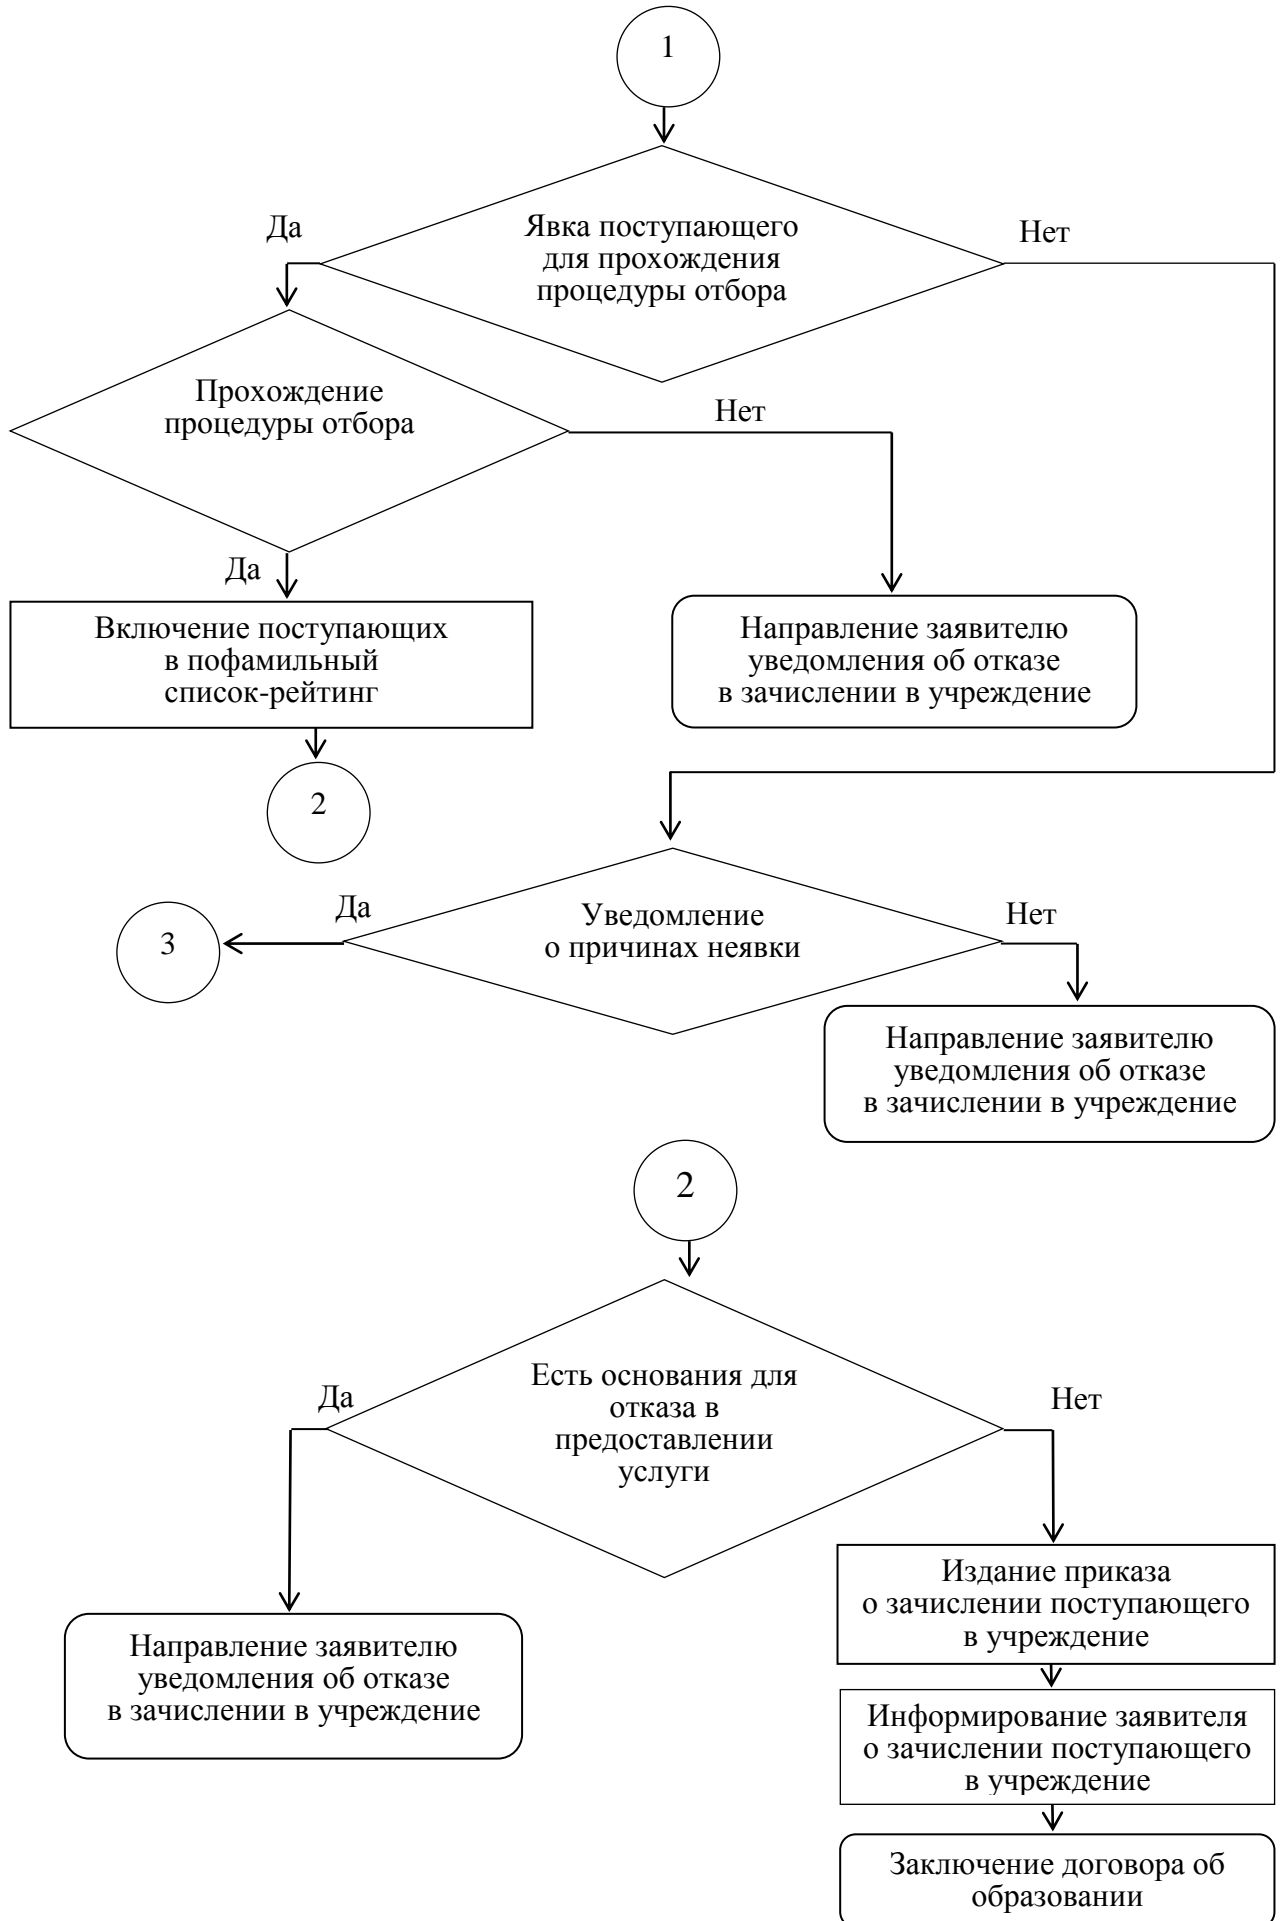 1
Да
Явка поступающего
для прохождения
процедуры отбора
Нет
Прохождение
процедуры отбора
Нет
Да
Включение поступающих
в пофамильный
список-рейтинг
Направление заявителю
уведомления об отказе
в зачислении в учреждение
2
Да
Уведомление
о причинах неявки
Нет
3
Направление заявителю
уведомления об отказе
в зачислении в учреждение
2
Да
Есть основания для
отказа в
предоставлении
услуги
Нет
Издание приказа
о зачислении поступающего
в учреждение
Направление заявителю
уведомления об отказе
в зачислении в учреждение
Информирование заявителя
о зачислении поступающего
в учреждение
Заключение договора об
образовании